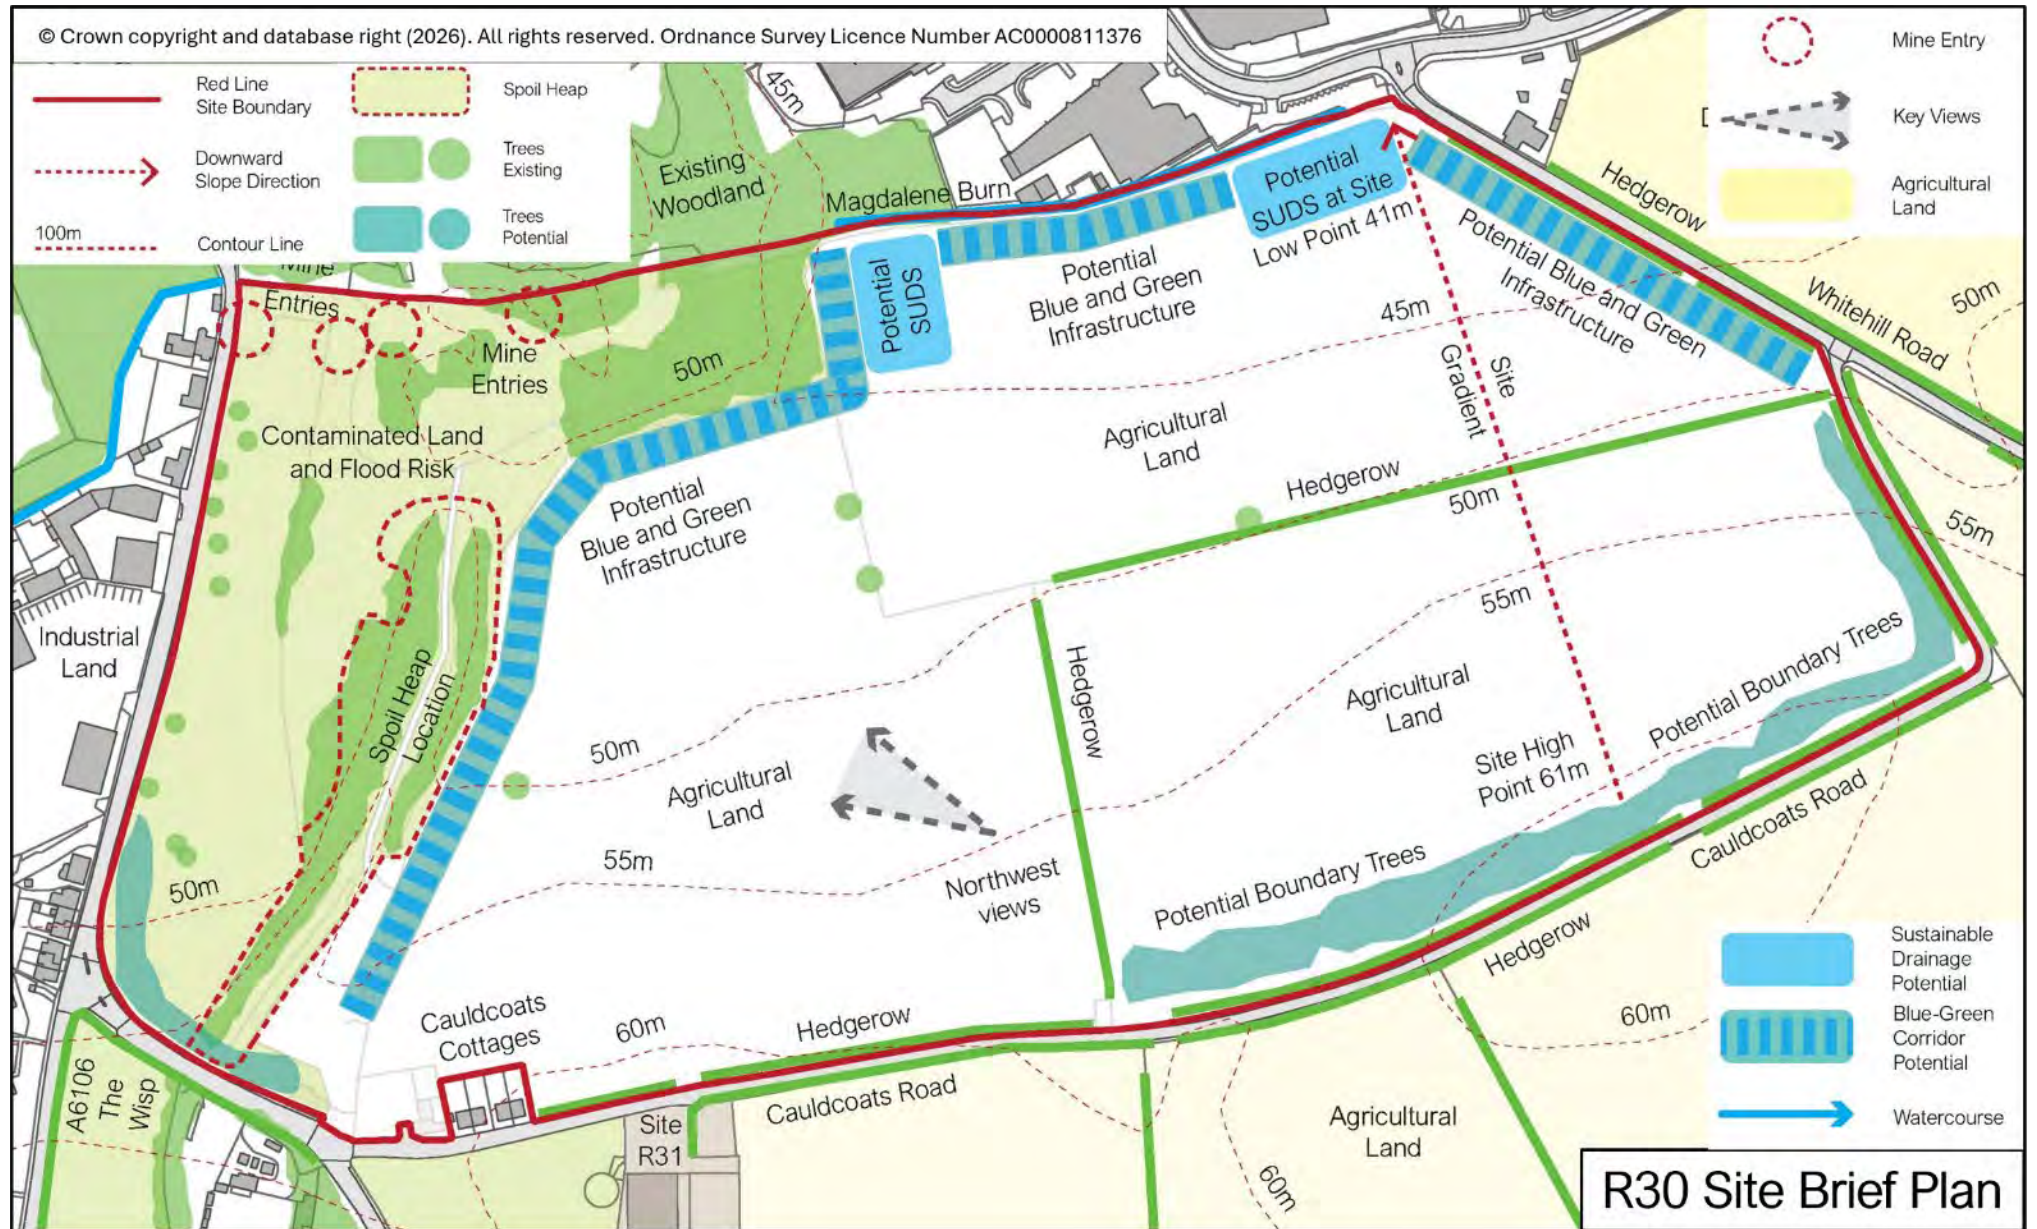 © Crown copyright and database right (2026). All rights reserved. Ordnance Survey Licence Number AC0000811376
Red Line
Site Boundary
Downward
Slope Direction
100m
Contour Line
Spoil Heap
Trees
Existing
Trees
Potential
Mine Entry
Key Views
Agricultural
Land
45m
Existing
Woodland
Magdalene Burn
Potential
SUDS at Site
Low Point 41m
Hedgerow
Potential Blue and Green
Infrastructure
Whitehill Road
50m
Mine
Entries
Mine
Entries
Potential
SUDS
Potential
Blue and Green
Infrastructure
45m
Site
Gradient
50m
Contaminated Land
and Flood Risk
Agricultural
Land
Hedgerow
50m
55m
Potential
Blue and Green
Infrastructure
55m
Industrial
Land
Spoil Heap
Location
Hedgerow
Agricultural
Land
Potential Boundary Trees
Site High
Point 61m
50m
Agricultural
Land
Cauldcoats Road
55m
Northwest
views
Potential Boundary Trees
50m
Hedgerow
Cauldcoats
Cottages
60m
Hedgerow
60m
A6106
The
Wisp
Cauldcoats Road
Site
R31
Agricultural
Land
60m
Sustainable
Drainage
Potential
Blue-Green
Corridor
Potential
Watercourse
R30 Site Brief Plan